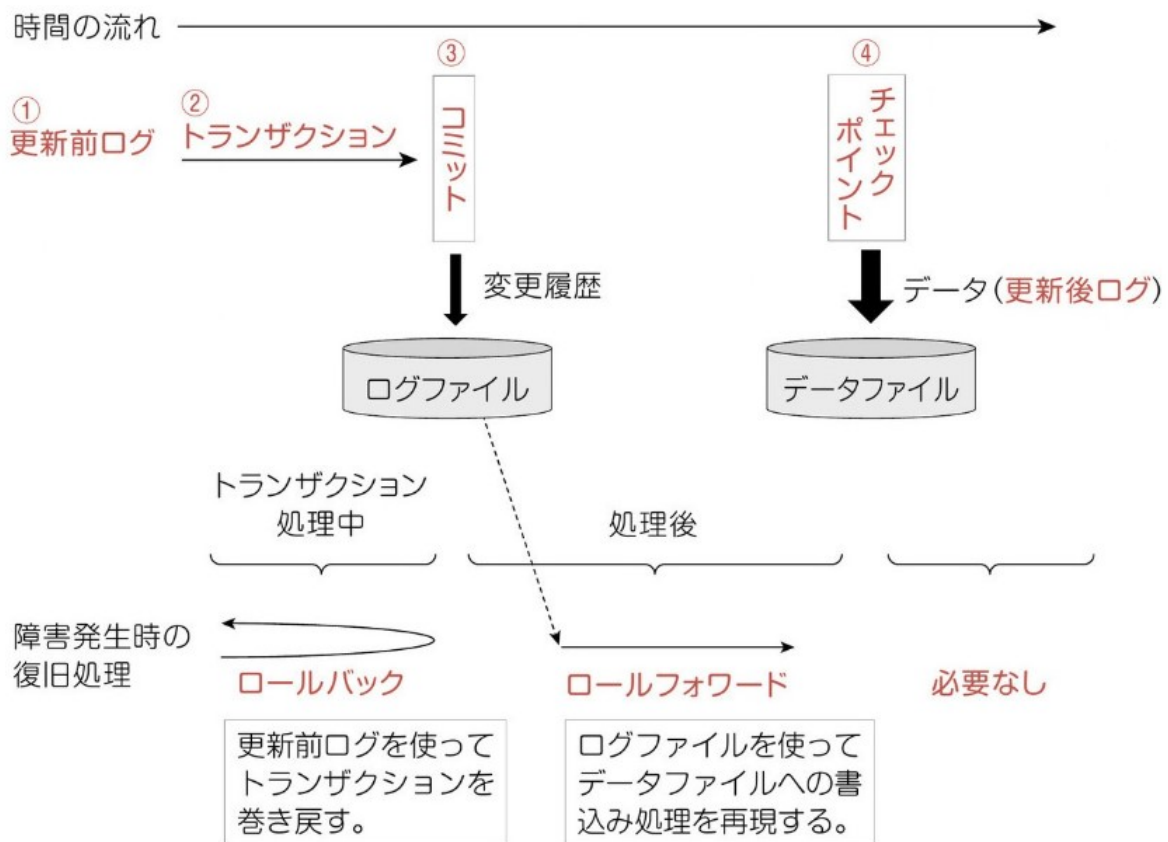 時間の流れ
①
更新前ログ
②
トランザクション
③
コミット
④
チェック
ポイント
変更履歴
データ(更新後ログ)
ログファイル
データファイル
トランザクション
処理中
処理後
障害発生時の
復旧処理
ロールバック
ロールフォワード
必要なし
更新前ログを使って
トランザクションを
巻き戻す。
ログファイルを使って
データファイルへの書
込み処理を再現する。